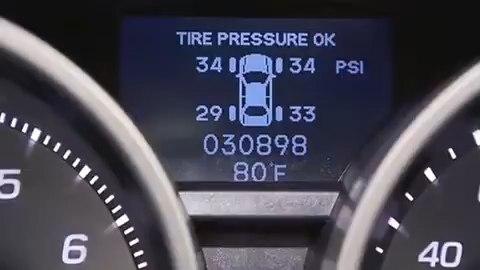 TIRE PRESSURE OK
34 34 PSI
29 33
030898
80°F
5
6
40